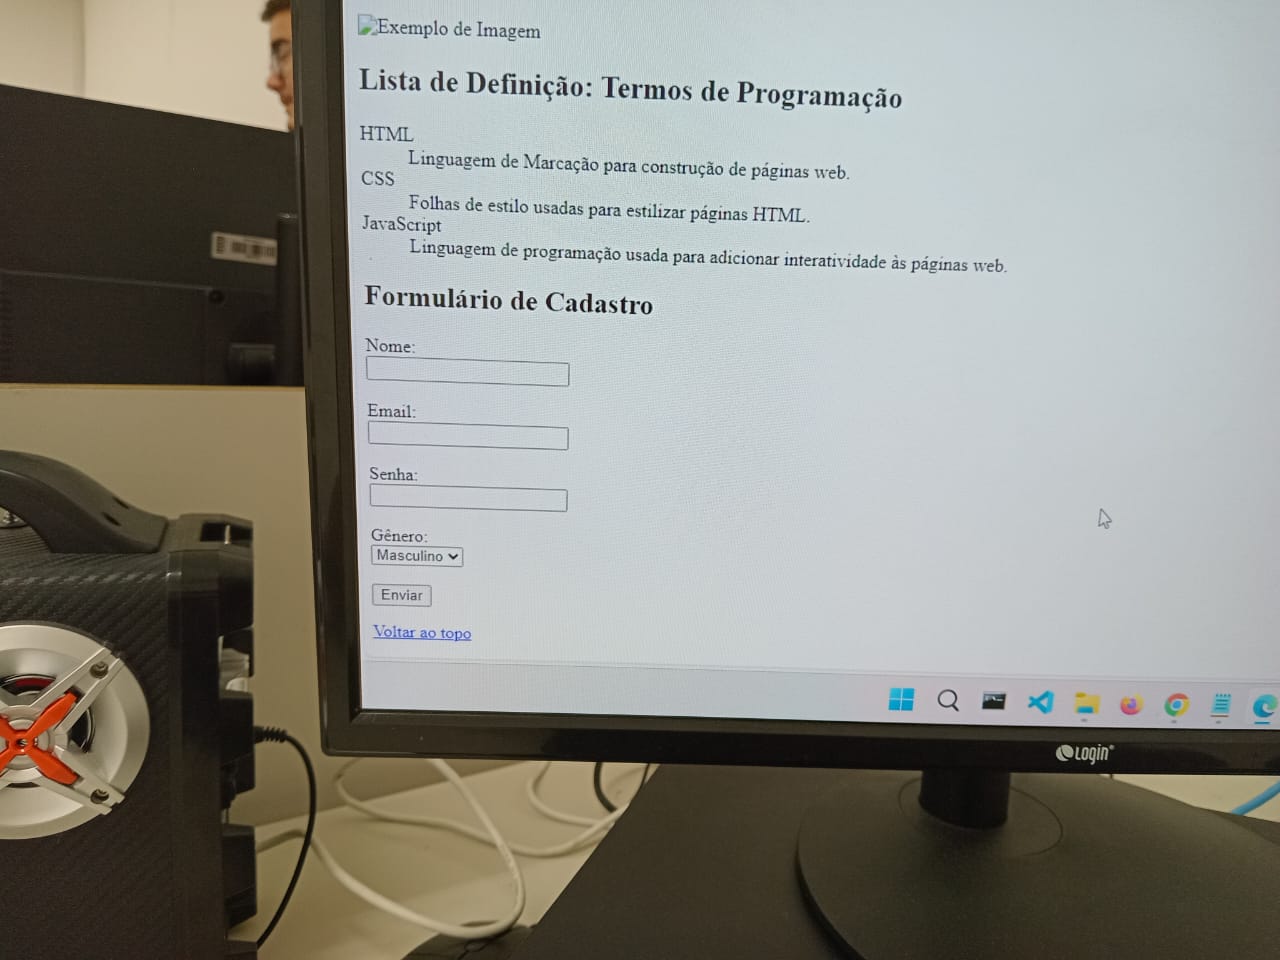 Exemplo de Imagem
Lista de Definição: Termos de Programação
HTML
Linguagem de Marcação para construção de páginas web.
CSS
Folhas de estilo usadas para estilizar páginas HTML.
JavaScript
Linguagem de programação usada para adicionar interatividade às páginas web.
Formulário de Cadastro
Nome:
Email:
Senha:
Gênero:
Masculino
Enviar
Voltar ao topo
LOGIN